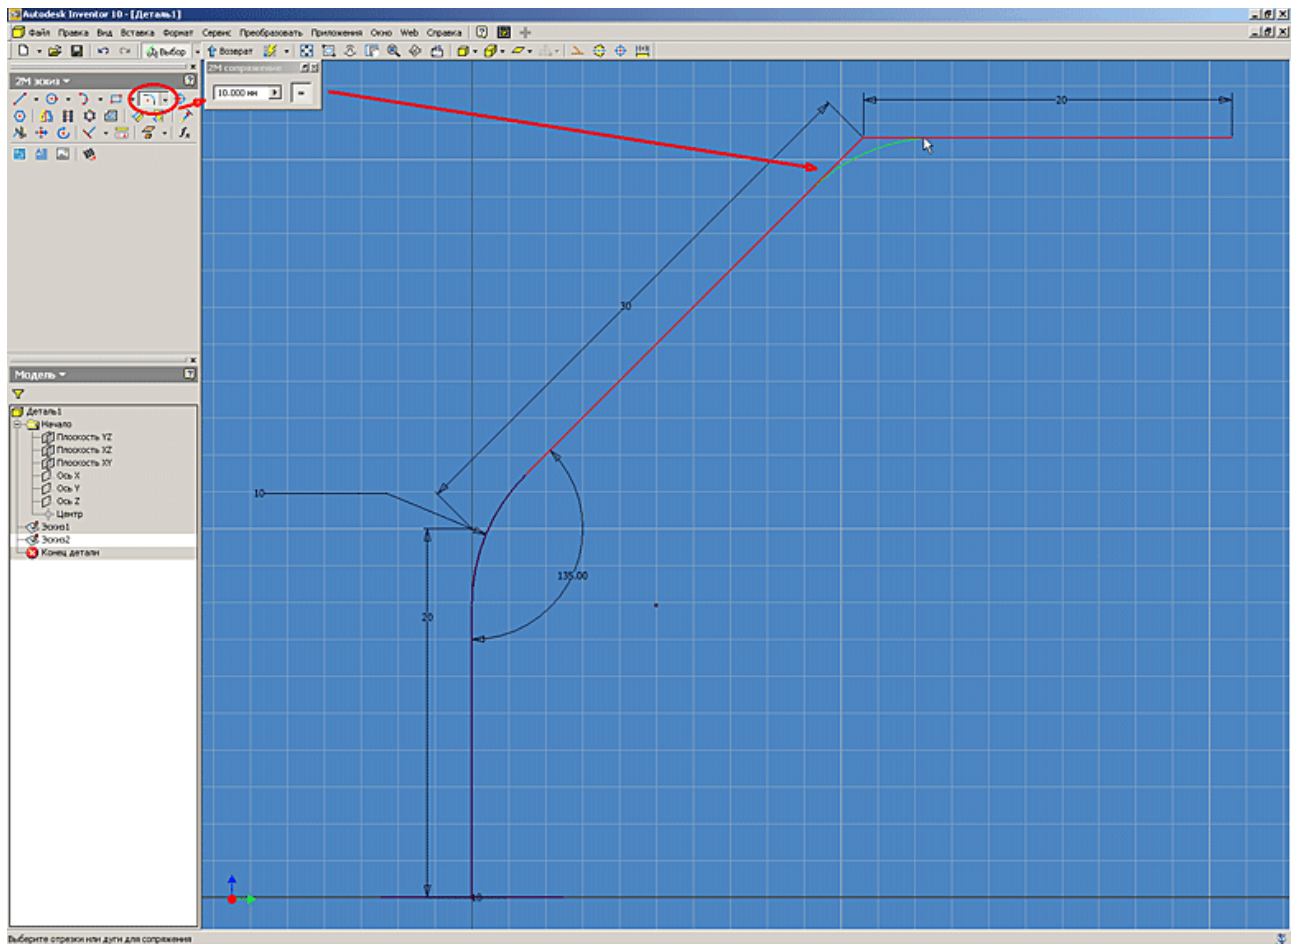 Autodesk Inventor 10 - [Деталь1]
Файл Правка Вид Вставка Формат Сервис Преобразовать Приложения Окно Web Справка
Выбор Возврат
2М эскиз
2М сопряжение
10.000 мм =
20
30
10
135.00
20
10
Модель
Деталь1
Начало
Плоскость YZ
Плоскость XZ
Плоскость XY
Ось X
Ось Y
Ось Z
Центр
Эскиз1
Эскиз2
Конец детали
Выберите отрезки или дуги для сопряжения